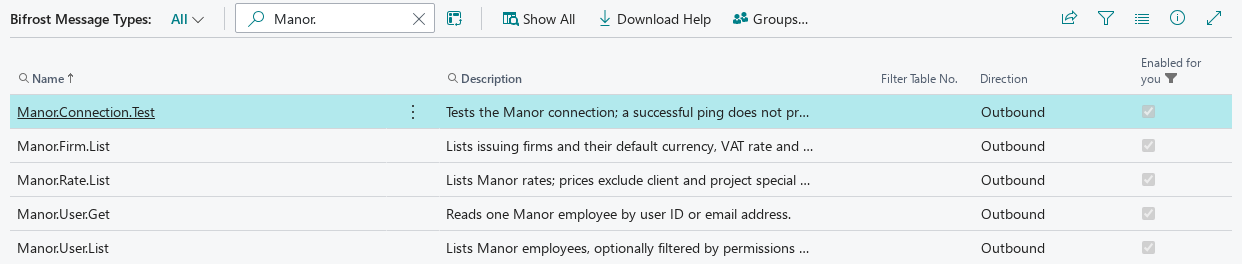 Bifrost Message Types: All Manor. Show All Download Help Groups...
Name ↑ Description Filter Table No. Direction Enabled for you
Manor.Connection.Test Tests the Manor connection; a successful ping does not pr... Outbound
Manor.Firm.List Lists issuing firms and their default currency, VAT rate and ... Outbound
Manor.Rate.List Lists Manor rates; prices exclude client and project special ... Outbound
Manor.User.Get Reads one Manor employee by user ID or email address. Outbound
Manor.User.List Lists Manor employees, optionally filtered by permissions ... Outbound